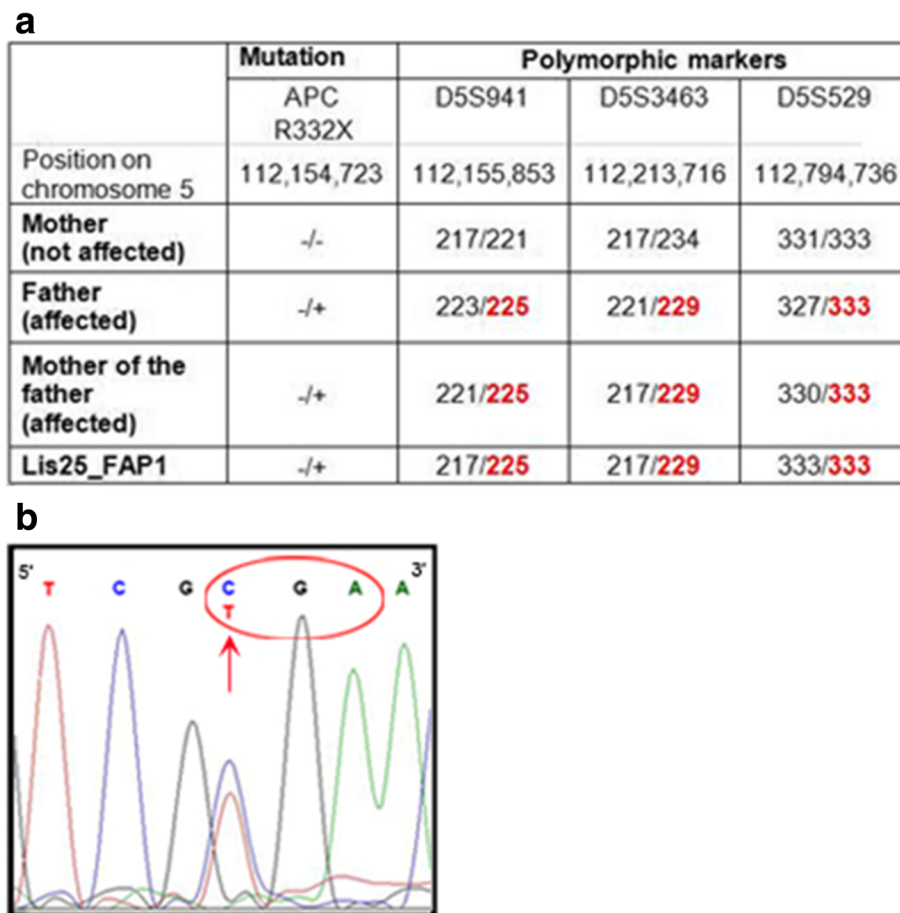 a
Mutation Polymorphic markers
APC R332X D5S941 D5S3463 D5S529
Position on chromosome 5 112,154,723 112,155,853 112,213,716 112,794,736
Mother (not affected) -/- 217/221 217/234 331/333
Father (affected) -/+ 223/225 221/229 327/333
Mother of the father (affected) -/+ 221/225 217/229 330/333
Lis25_FAP1 -/+ 217/225 217/229 333/333
b
5' T C G C G A A 3'
T